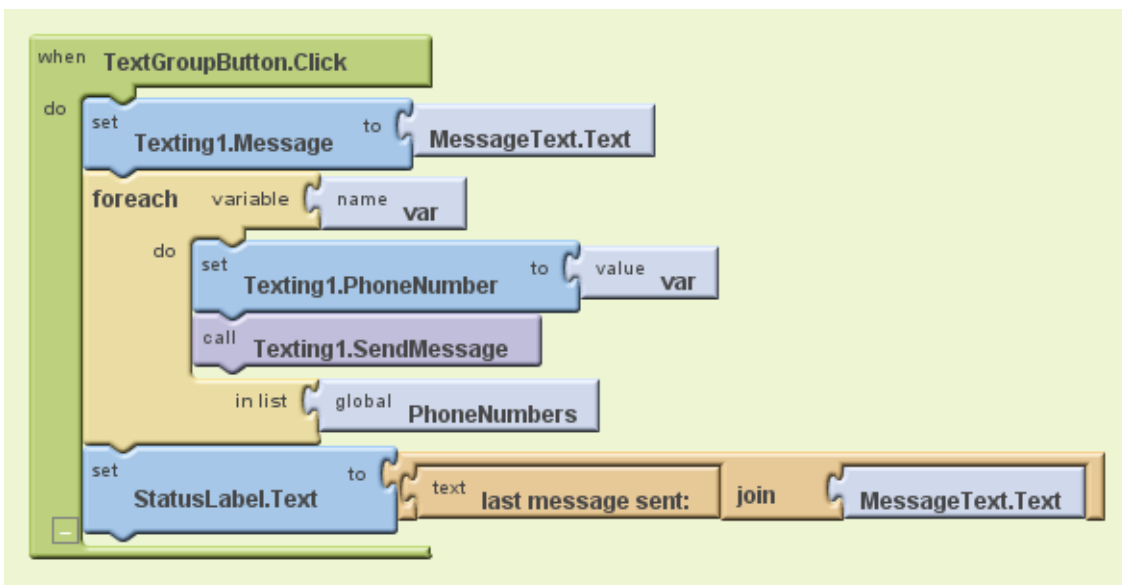 when TextGroupButton.Click
do
set Texting1.Message to MessageText.Text
foreach variable name var
do
set Texting1.PhoneNumber to value var
call Texting1.SendMessage
in list global PhoneNumbers
set StatusLabel.Text to text last message sent: join MessageText.Text